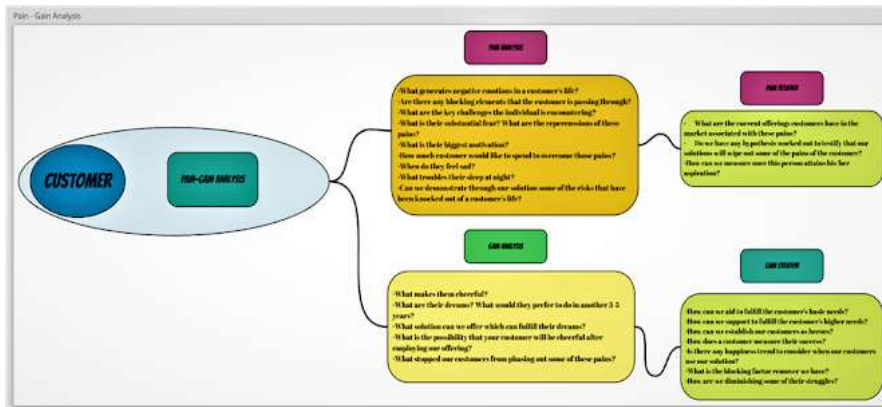 Pain - Gain Analysis
PAIN ANALYSIS
-What generates negative emotions in a customer's life?
-Are there any blocking elements that the customer is passing through?
-What are the key challenges the individual is encountering?
-What is their substantial fear? What are the repercussions of these
pains?
-What is their biggest motivation?
-How much customer would like to spend to overcome those pains?
-When do they feel sad?
-What troubles their sleep at night?
-Can we demonstrate through our solution some of the risks that have
been knocked out of a customer's life?
PAIN RELIEVER
- What are the current offerings customers have in the
market associated with these pains?
- Do we have any hypothesis worked out to testify that our
solutions will wipe out some of the pains of the customer?
-How can we measure once this person attains his/her
aspiration?
CUSTOMER
PAIN-GAIN ANALYSIS
GAIN ANALYSIS
-What makes them cheerful?
-What are their dreams? What would they prefer to do in another 3-5
years?
-What solution can we offer which can fulfill their dreams?
-What is the possibility that your customer will be cheerful after
employing our offering?
-What stopped our customers from phasing out some of these pains?
GAIN CREATOR
-How can we aid to fulfill the customer's basic needs?
-How can we support to fulfill the customer's higher needs?
-How can we establish our customers as heroes?
-How does a customer measure their success?
-Is there any happiness trend to consider when our customers
use our solution?
-What is the blocking factor remover we have?
-How are we diminishing some of their struggles?